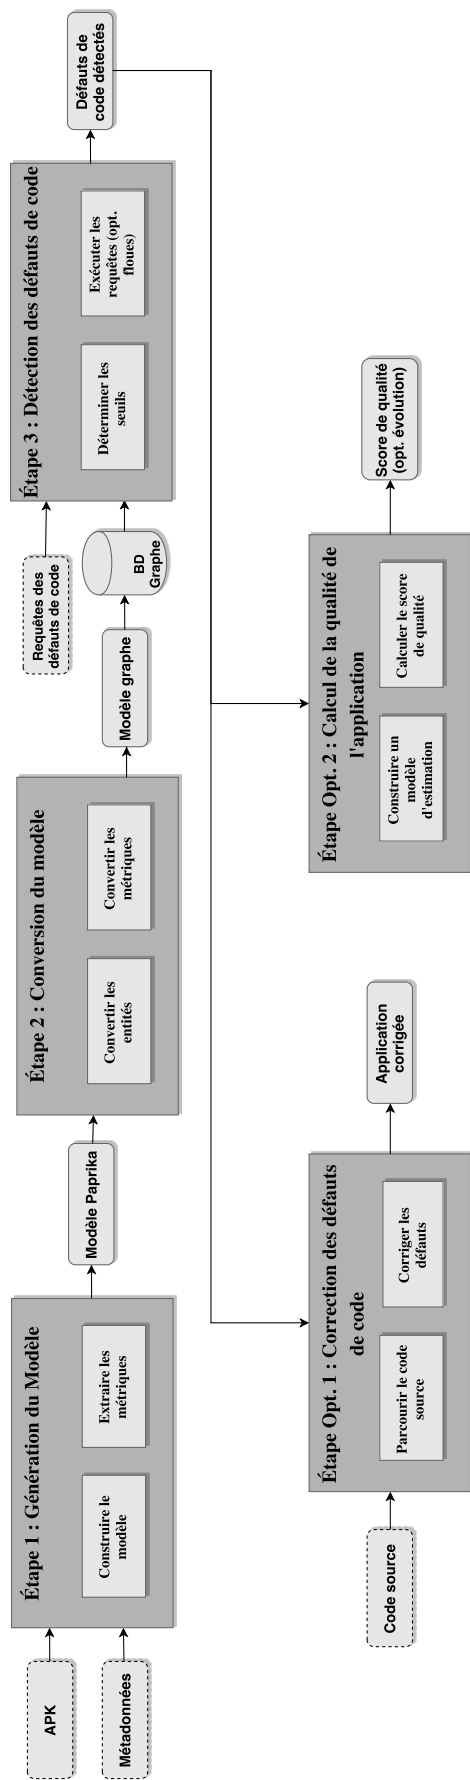 APK
Métadonnées
Étape 1 : Génération du Modèle
Construire le
modèle
Extraire les
métriques
Modèle Paprika
Étape 2 : Conversion du modèle
Convertir les
entités
Convertir les
métriques
Modèle graphe
BD
Graphe
Requêtes des
défauts de code
Étape 3 : Détection des défauts de code
Déterminer les
seuils
Exécuter les
requêtes (opt.
floues)
Défauts de
code détectés
Code source
Étape Opt. 1 : Correction des défauts
de code
Parcourir le code
source
Corriger les
défauts
Application
corrigée
Étape Opt. 2 : Calcul de la qualité de
l'application
Construire un
modèle
d'estimation
Calculer le score
de qualité
Score de qualité
(opt. évolution)